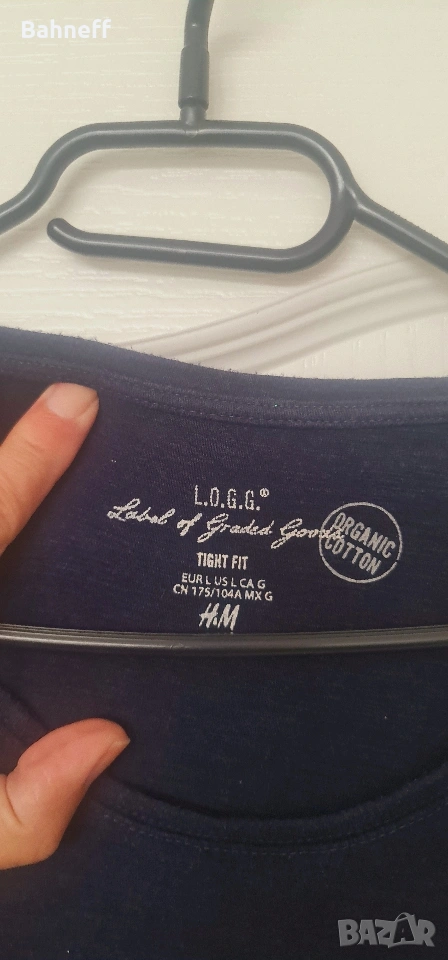 Bahneff
L.O.G.G.®
Label of Graded Goods
ORGANIC
COTTON
TIGHT FIT
EUR L US L CA G
CN 175/104A MX G
H&M
BAZAR